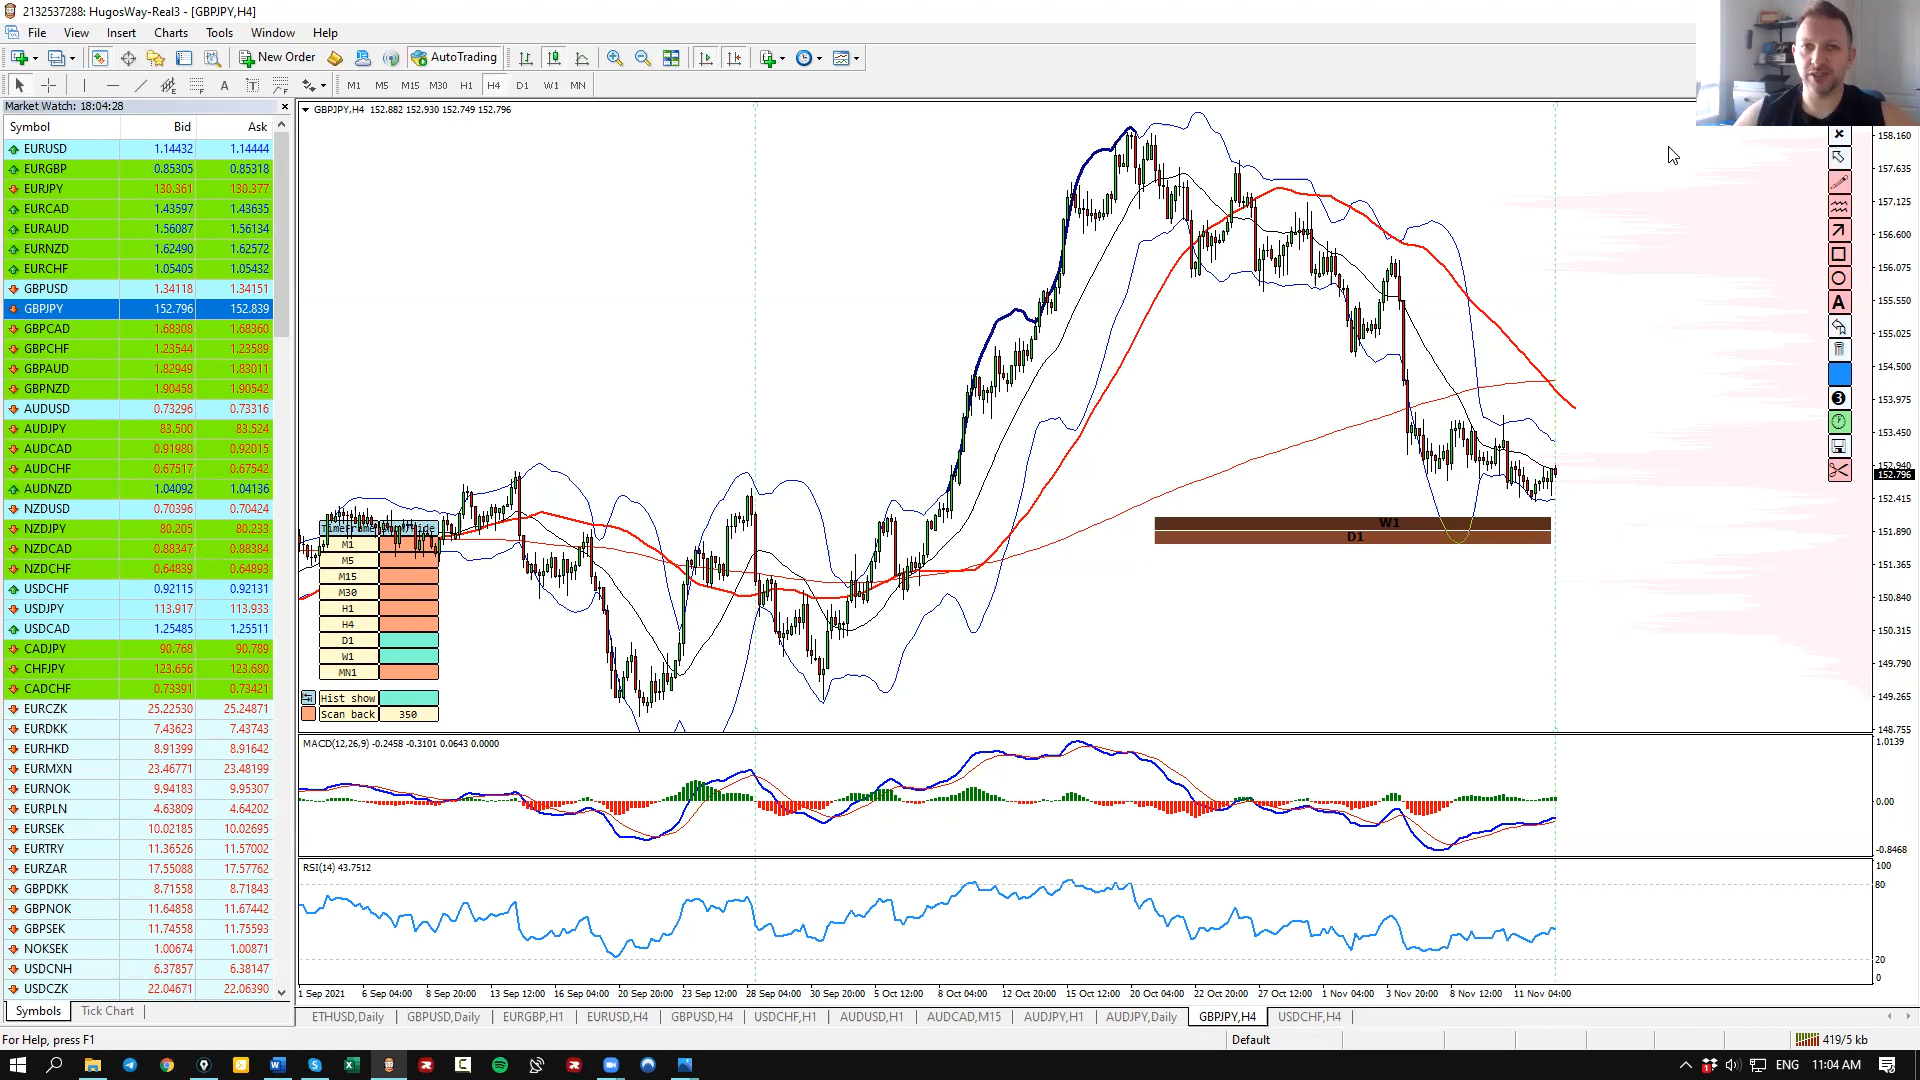 2132537288: HugosWay-Real3 - [GBPJPY,H4]
File View Insert Charts Tools Window Help
New Order AutoTrading
A T
M1 M5 M15 M30 H1 H4 D1 W1 MN
Market Watch: 18:04:28
Symbol Bid Ask
EURUSD 1.14432 1.14444
EURGBP 0.85305 0.85318
EURJPY 130.361 130.377
EURCAD 1.43597 1.43635
EURAUD 1.56087 1.56134
EURNZD 1.62490 1.62572
EURCHF 1.05405 1.05432
GBPUSD 1.34118 1.34151
GBPJPY 152.796 152.839
GBPCAD 1.68308 1.68360
GBPCHF 1.23544 1.23589
GBPAUD 1.82949 1.83011
GBPNZD 1.90458 1.90542
AUDUSD 0.73296 0.73316
AUDJPY 83.500 83.524
AUDCAD 0.91980 0.92015
AUDCHF 0.67517 0.67542
AUDNZD 1.04092 1.04136
NZDUSD 0.70396 0.70424
NZDJPY 80.205 80.233
NZDCAD 0.88347 0.88384
NZDCHF 0.64839 0.64893
USDCHF 0.92115 0.92131
USDJPY 113.917 113.933
USDCAD 1.25485 1.25511
CADJPY 90.768 90.789
CHFJPY 123.656 123.680
CADCHF 0.73391 0.73421
EURCZK 25.22530 25.24871
EURDKK 7.43623 7.43743
EURHKD 8.91399 8.91642
EURMXN 23.46771 23.48199
EURNOK 9.94183 9.95307
EURPLN 4.63809 4.64202
EURSEK 10.02185 10.02695
EURTRY 11.36526 11.57002
EURZAR 17.55088 17.57762
GBPDKK 8.71558 8.71843
GBPNOK 11.64858 11.67442
GBPSEK 11.74558 11.75593
NOKSEK 1.00674 1.00871
USDCNH 6.37857 6.38147
USDCZK 22.04671 22.06390
Symbols Tick Chart
GBPJPY,H4 152.882 152.930 152.749 152.796
M1
M5
M15
M30
H1
H4
D1
W1
MN1
Hist show
Scan back 350
W1
D1
A
3
158.160
157.635
157.125
156.600
156.075
155.550
155.025
154.500
153.975
153.450
152.940
152.796
152.415
151.890
151.365
150.840
150.315
149.790
149.265
148.755
MACD(12,26,9) -0.2458 -0.3101 0.0643 0.0000
1.0139
0.00
-0.8468
RSI(14) 43.7512
100
80
20
0
1 Sep 2021 6 Sep 04:00 8 Sep 20:00 13 Sep 12:00 16 Sep 04:00 20 Sep 20:00 23 Sep 12:00 28 Sep 04:00 30 Sep 20:00 5 Oct 12:00 8 Oct 04:00 12 Oct 20:00 15 Oct 12:00 20 Oct 04:00 22 Oct 20:00 27 Oct 12:00 1 Nov 04:00 3 Nov 20:00 8 Nov 12:00 11 Nov 04:00
ETHUSD,Daily GBPUSD,Daily EURGBP,H1 EURUSD,H4 GBPUSD,H4 USDCHF,H1 AUDUSD,H1 AUDCAD,M15 AUDJPY,H1 AUDJPY,Daily GBPJPY,H4 USDCHF,H4
For Help, press F1 Default 419/5 kb
ENG 11:04 AM